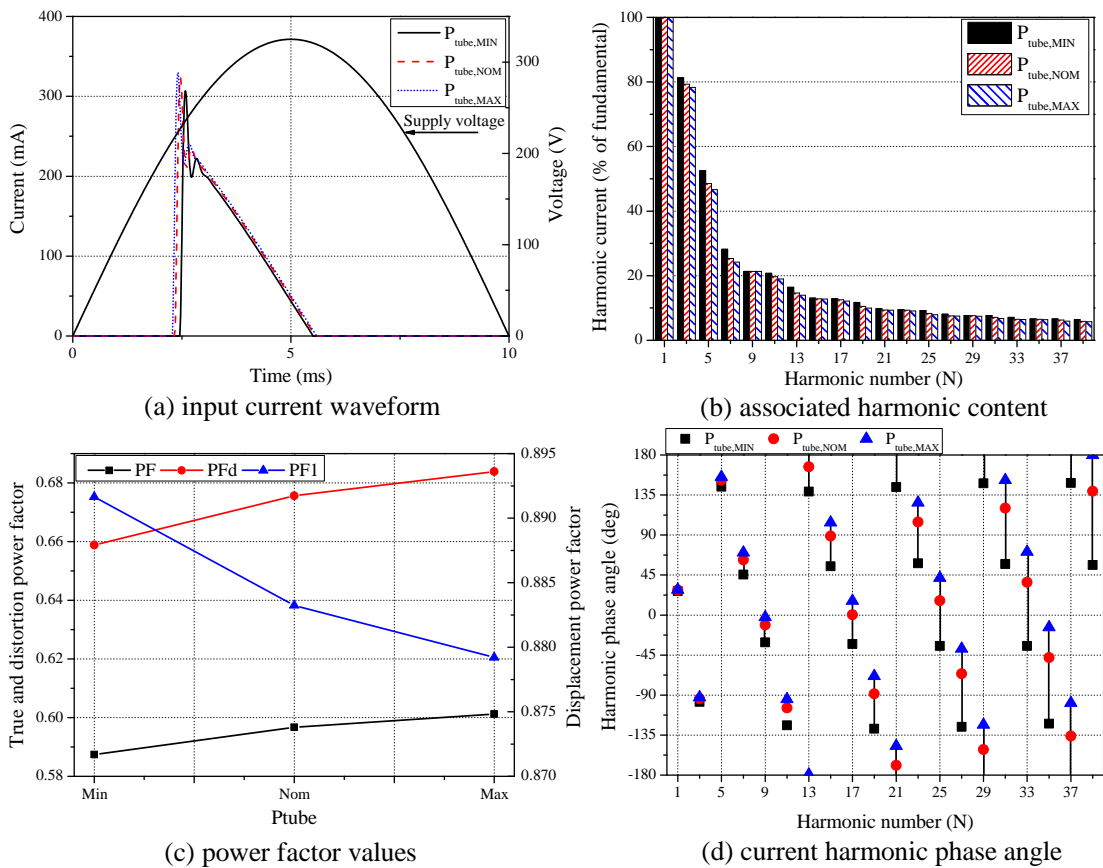 P_tube,MIN
P_tube,NOM
P_tube,MAX
Supply voltage
Current (mA)
Voltage (V)
400
300
200
100
0
300
200
100
0
0
5
10
Time (ms)
(a) input current waveform
P_tube,MIN
P_tube,NOM
P_tube,MAX
Harmonic current (% of fundamental)
100
80
60
40
20
0
1 5 9 13 17 21 25 29 33 37
Harmonic number (N)
(b) associated harmonic content
PF PFd PF1
True and distortion power factor
Displacement power factor
0.68
0.66
0.64
0.62
0.60
0.58
0.895
0.890
0.885
0.880
0.875
0.870
Min Nom Max
Ptube
(c) power factor values
P_tube,MIN P_tube,NOM P_tube,MAX
Harmonic phase angle (deg)
180
135
90
45
0
-45
-90
-135
-180
1 5 9 13 17 21 25 29 33 37
Harmonic number (N)
(d) current harmonic phase angle